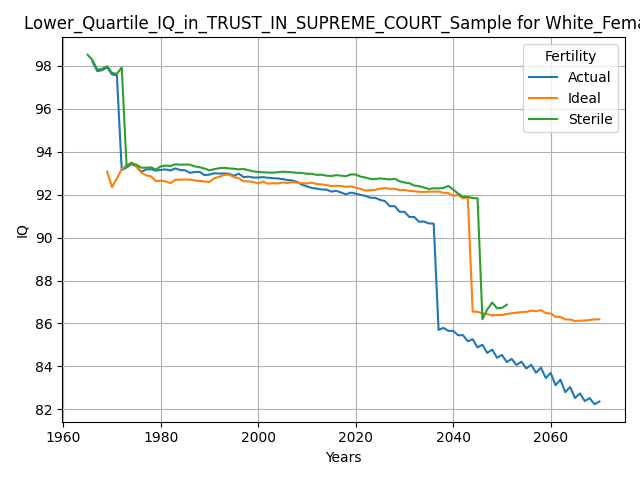 Lower_Quartile_IQ_in_TRUST_IN_SUPREME_COURT_Sample for White_Fema
Fertility
Actual
Ideal
Sterile
98
96
94
92
90
88
86
84
82
IQ
1960
1980
2000
2020
2040
2060
Years